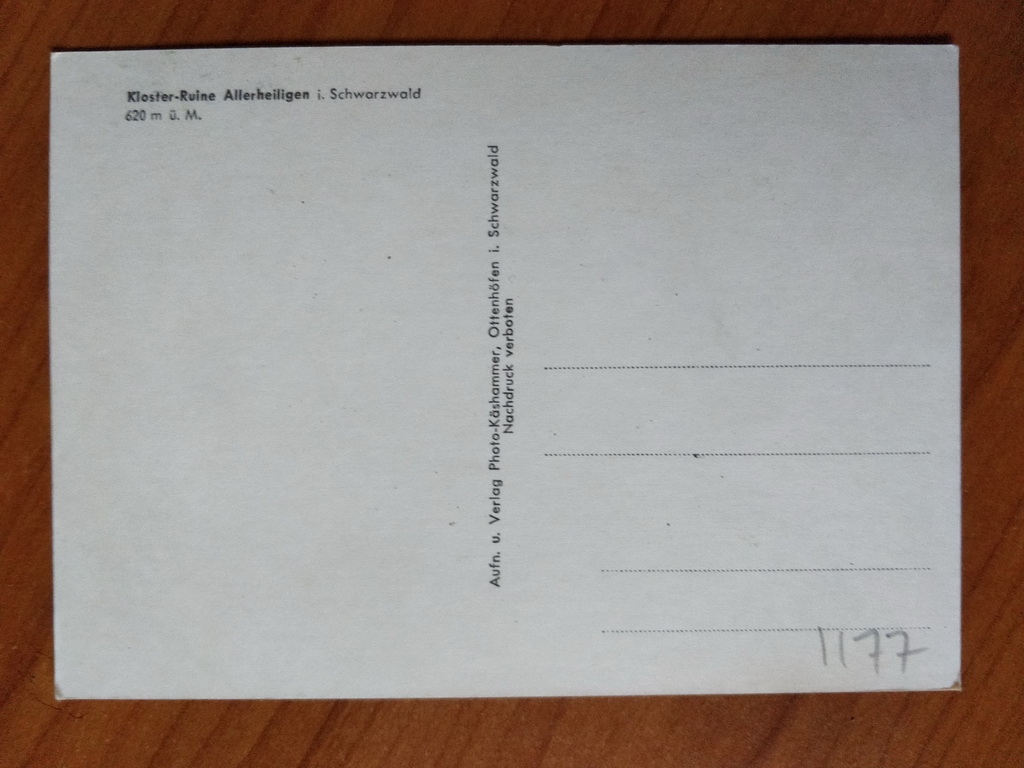 Kloster-Ruine Allerheiligen i. Schwarzwald
620 m ü. M.
Aufn. u. Verlag Photo-Käshammer, Ottenhöfen i. Schwarzwald
Nachdruck verboten
1177